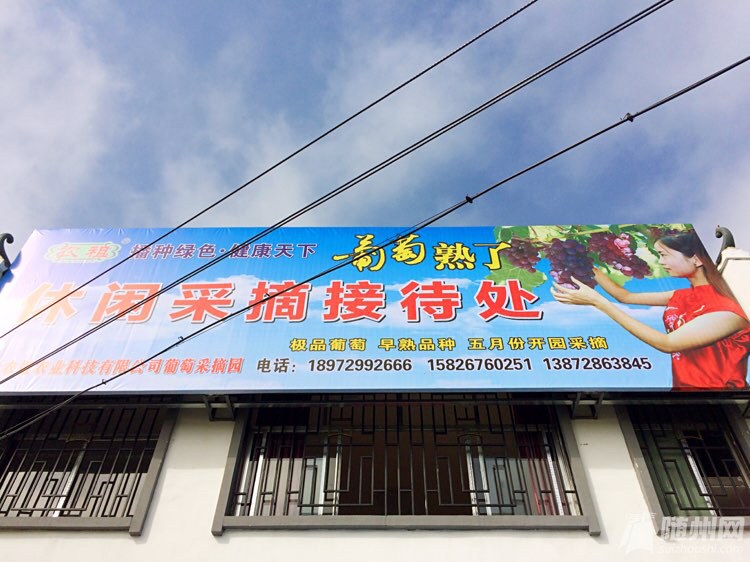 播种绿色·健康天下
葡萄熟了
休闲采摘接待处
极品葡萄 早熟品种 五月份开园采摘
农业科技有限公司葡萄采摘园 电话：18972992666 15826760251 13872863845
随州网